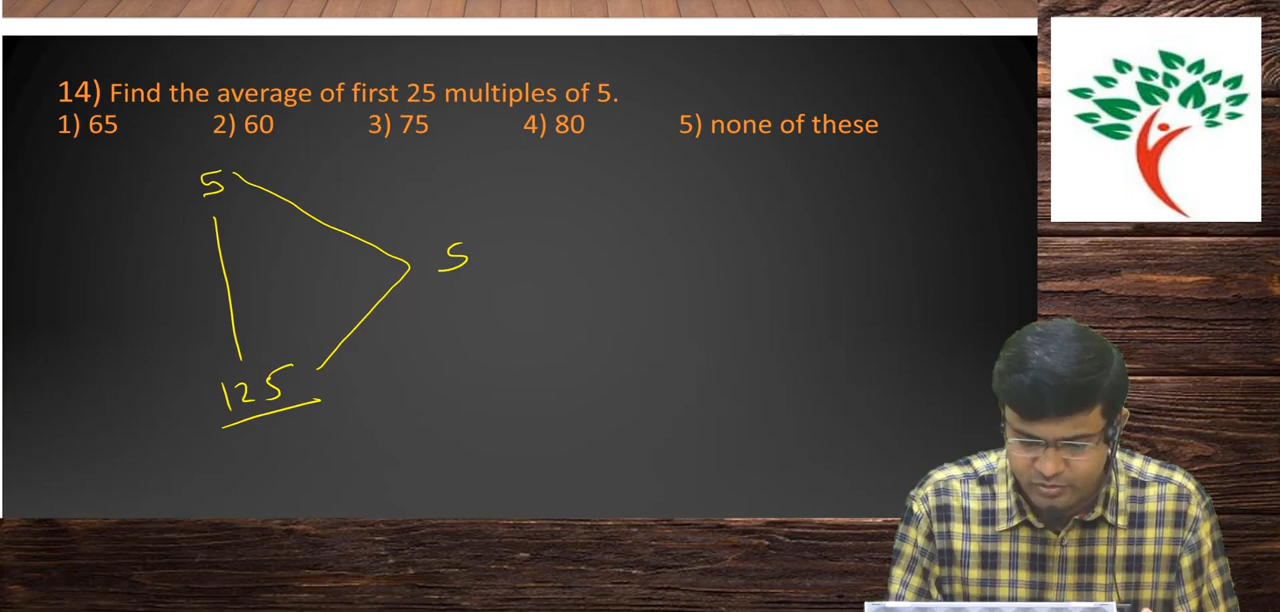 14) Find the average of first 25 multiples of 5.
1) 65 2) 60 3) 75 4) 80 5) none of these
5
5
125